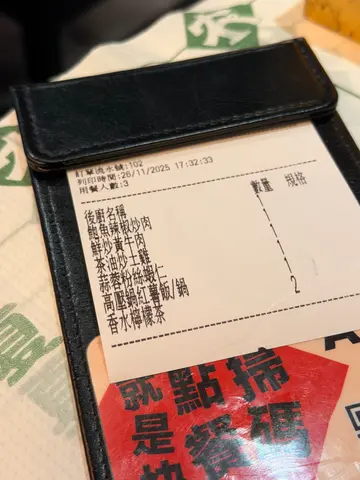 訂單流水號:102
列印時間:26/11/2025 17:32:33
用餐人數:3
後廚名稱 數量 規格
鮑魚辣椒炒肉 1
鮮炒黃牛肉 1
茶油炒土雞 1
蒜蓉粉絲蝦仁 1
高壓鍋紅薯飯/鍋 1
香水檸檬茶 2
掃碼
點餐
就是